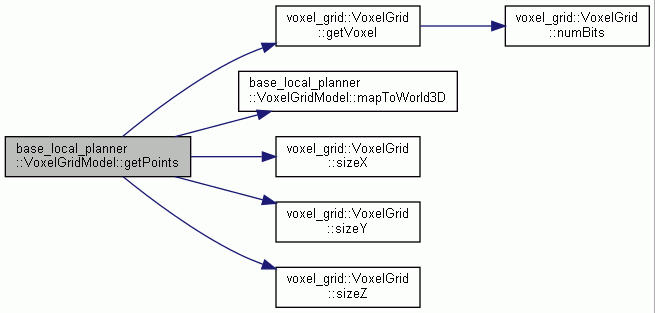 voxel_grid::VoxelGrid
::getVoxel
voxel_grid::VoxelGrid
::numBits
base_local_planner
::VoxelGridModel::mapToWorld3D
base_local_planner
::VoxelGridModel::getPoints
voxel_grid::VoxelGrid
::sizeX
voxel_grid::VoxelGrid
::sizeY
voxel_grid::VoxelGrid
::sizeZ